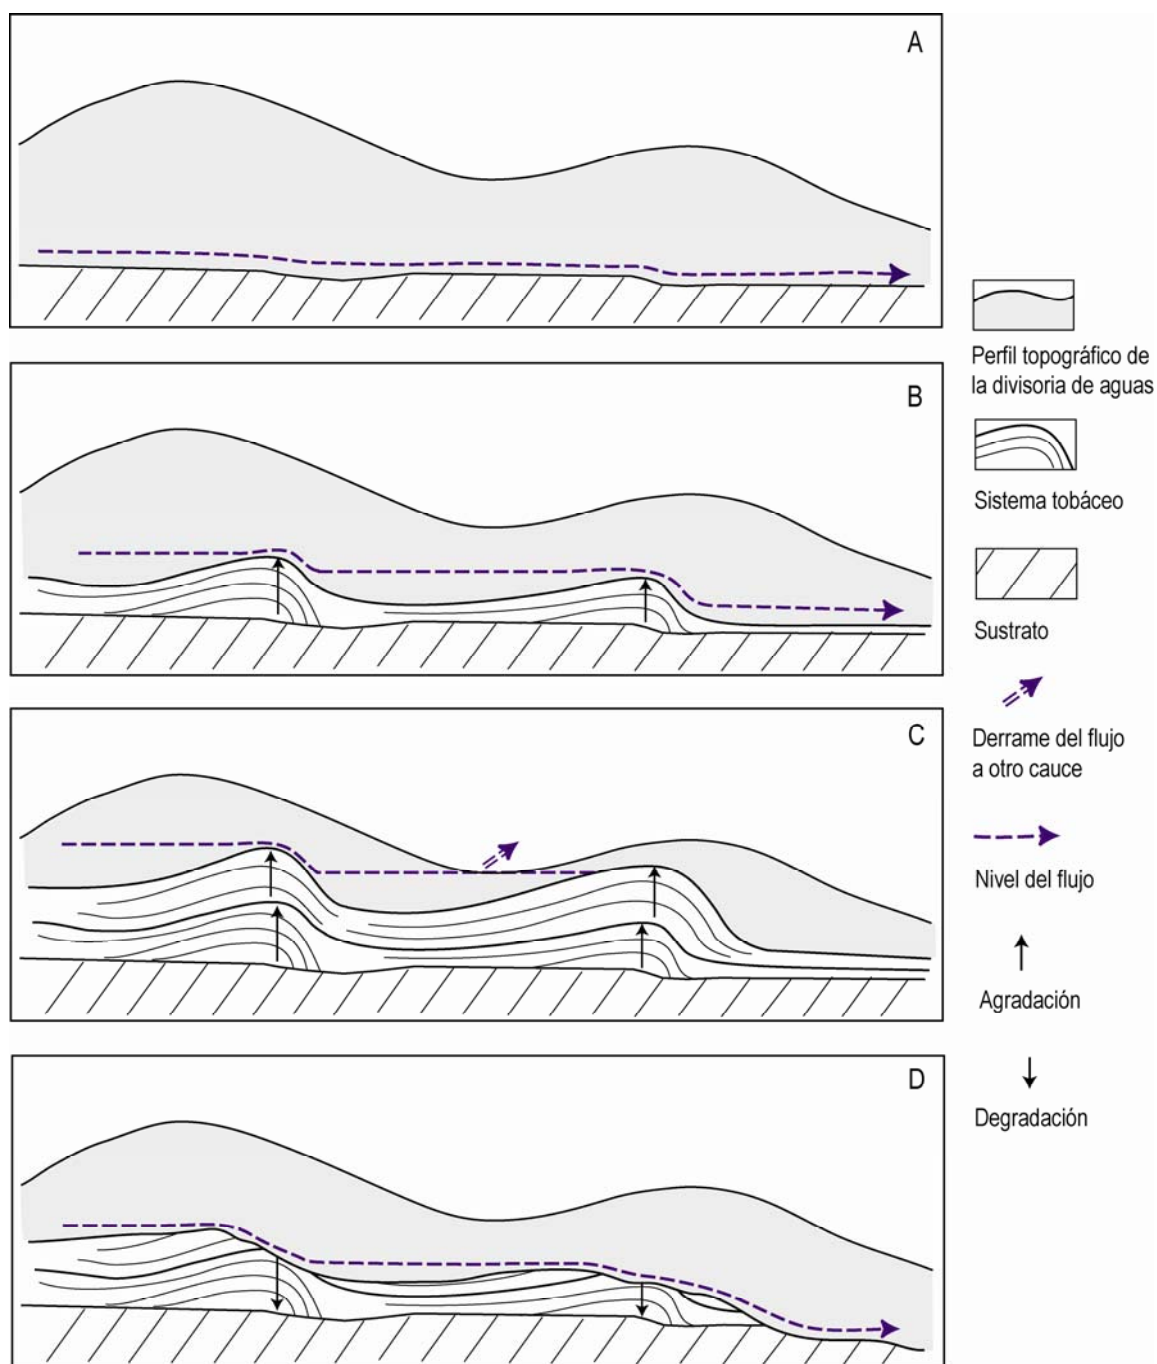 A
B
C
D
Perfil topográfico de
la divisoria de aguas
Sistema tobáceo
Sustrato
Derrame del flujo
a otro cauce
Nivel del flujo
Agradación
Degradación